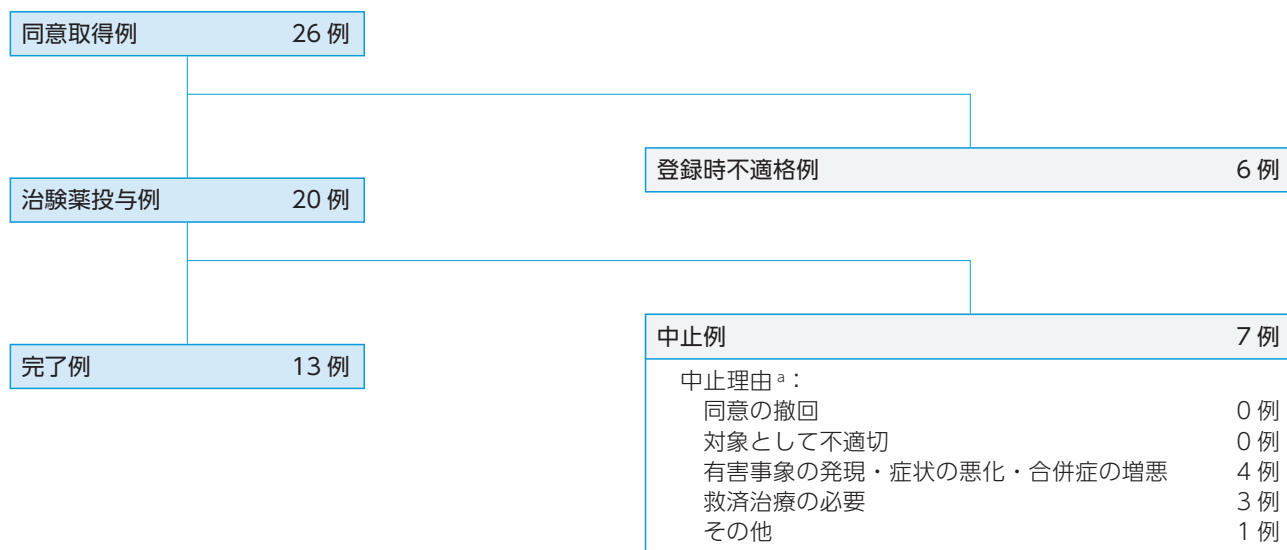 同意取得例 26 例
登録時不適格例 6 例
治験薬投与例 20 例
中止例 7 例
完了例 13 例
中止理由a：
同意の撤回 0 例
対象として不適切 0 例
有害事象の発現・症状の悪化・合併症の増悪 4 例
救済治療の必要 3 例
その他 1 例